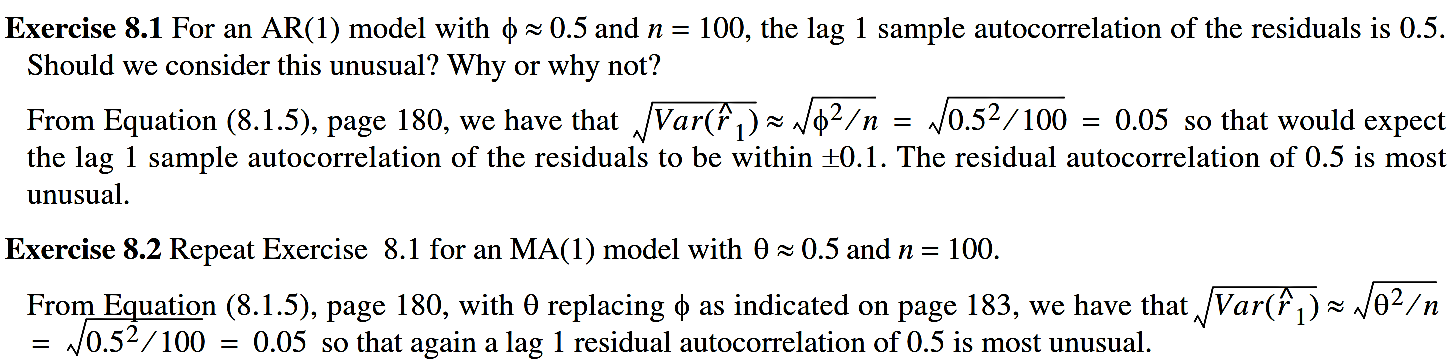 Exercise 8.1 For an AR(1) model with ϕ ≈ 0.5 and n = 100, the lag 1 sample autocorrelation of the residuals is 0.5.
Should we consider this unusual? Why or why not?
From Equation (8.1.5), page 180, we have that √Var(r̂₁) ≈ √ϕ²/n = √0.5²/100 = 0.05 so that would expect
the lag 1 sample autocorrelation of the residuals to be within ±0.1. The residual autocorrelation of 0.5 is most
unusual.
Exercise 8.2 Repeat Exercise 8.1 for an MA(1) model with θ ≈ 0.5 and n = 100.
From Equation (8.1.5), page 180, with θ replacing ϕ as indicated on page 183, we have that √Var(r̂₁) ≈ √θ²/n
= √0.5²/100 = 0.05 so that again a lag 1 residual autocorrelation of 0.5 is most unusual.